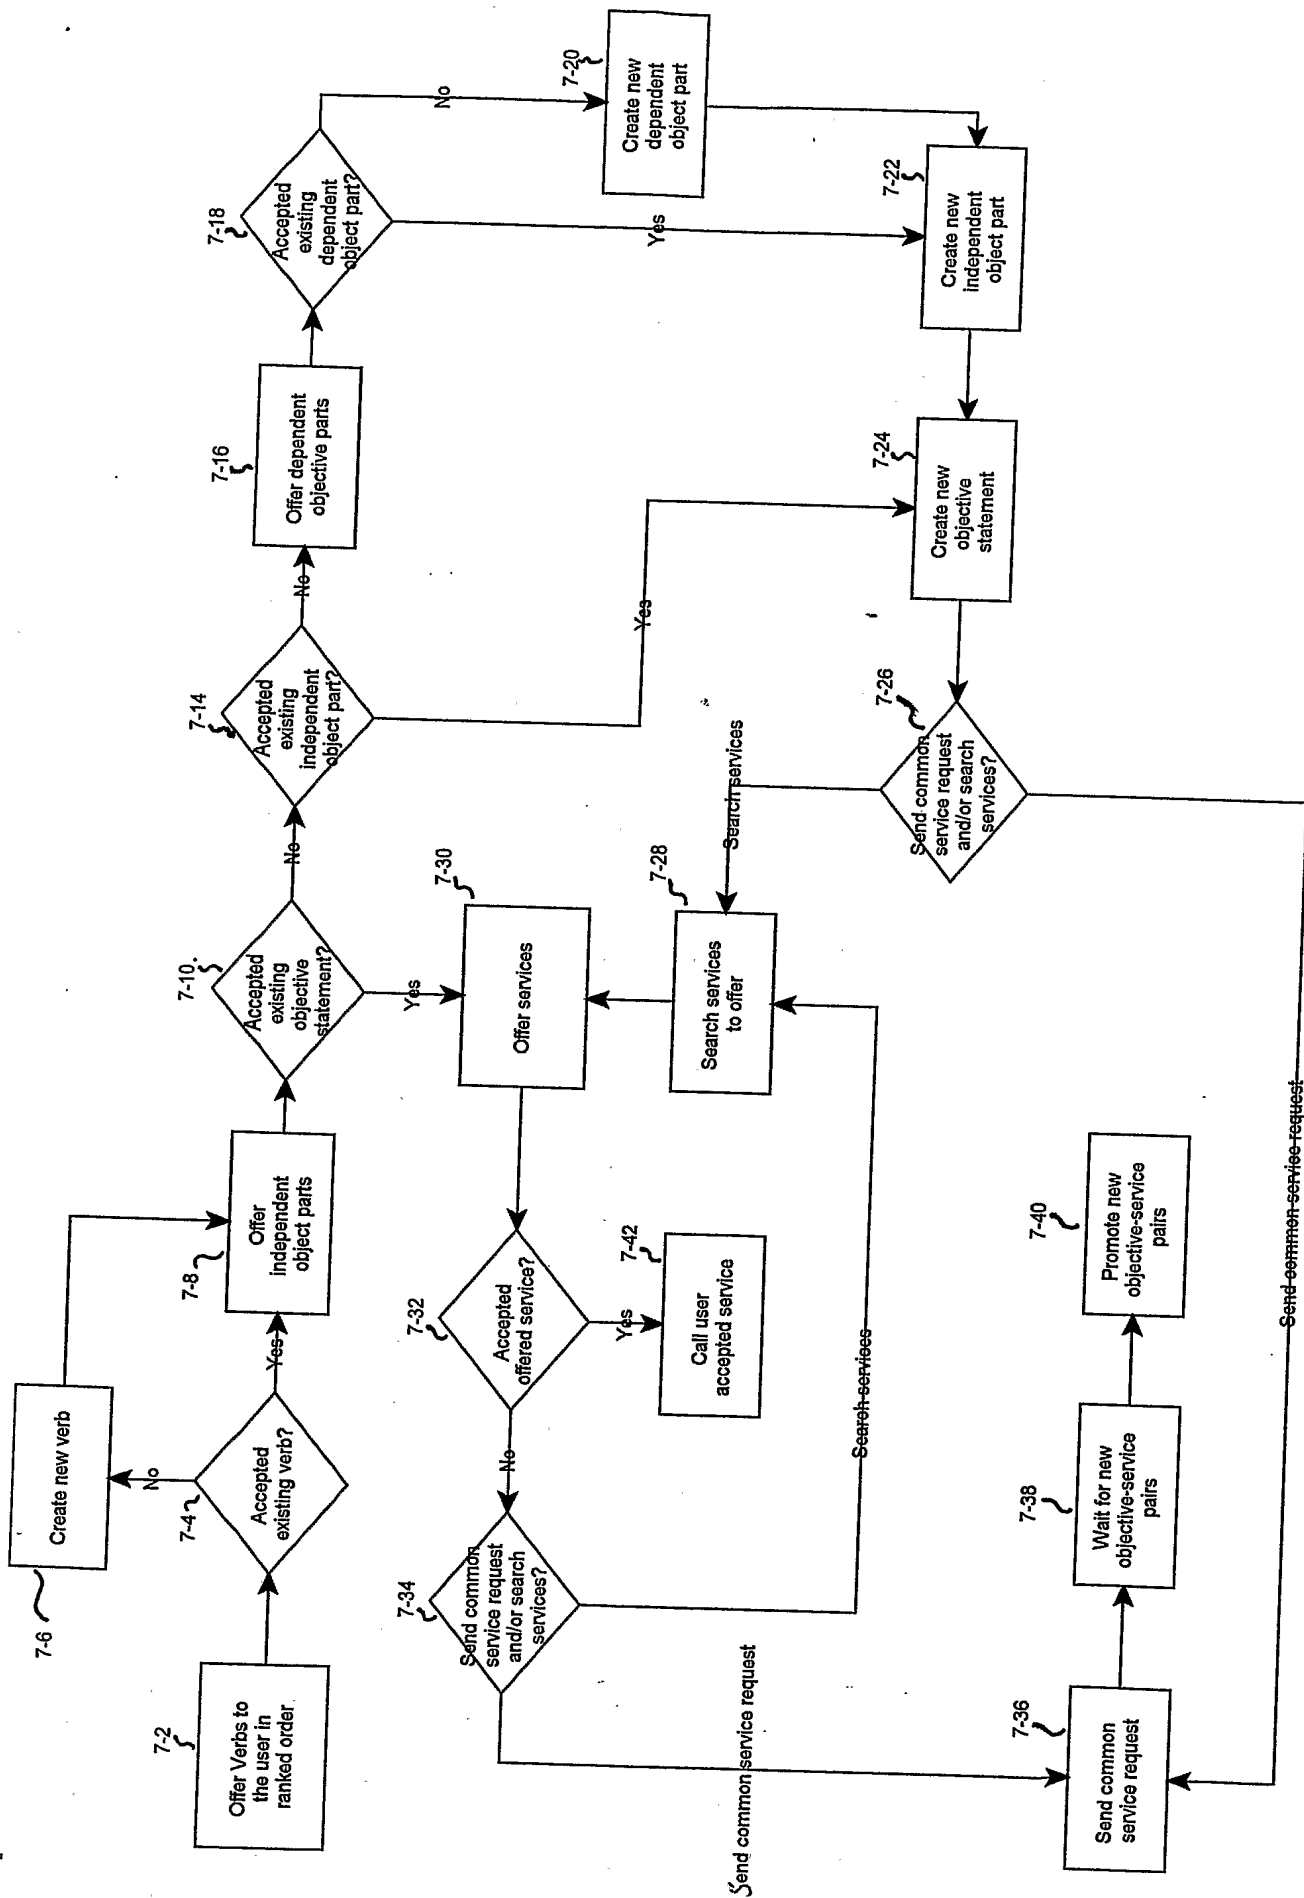 7-2
Offer Verbs to
the user in
ranked order
7-4
Accepted
existing verb?
No
Yes
7-6
Create new verb
7-8
Offer
independent
object parts
7-10.
Accepted
existing
objective
statement?
No
Yes
7-14
Accepted
existing
independent
object part?
No
Yes
7-16
Offer dependent
objective parts
7-18
Accepted
existing
dependent
object part?
No
Yes
7-20
Create new
dependent
object part
7-22
Create new
independent
object part
7-24
Create new
objective
statement
7-26
Send common
service request
and/or search
services?
Search services
Send common service request
7-28
Search services
to offer
7-30
Offer services
7-32
Accepted
offered service?
Yes
No
7-42
Call user
accepted service
7-34
Send common
service request
and/or search
services?
Search services
Send common service request
7-36
Send common
service request
7-38
Wait for new
objective-service
pairs
7-40
Promote new
objective-service
pairs